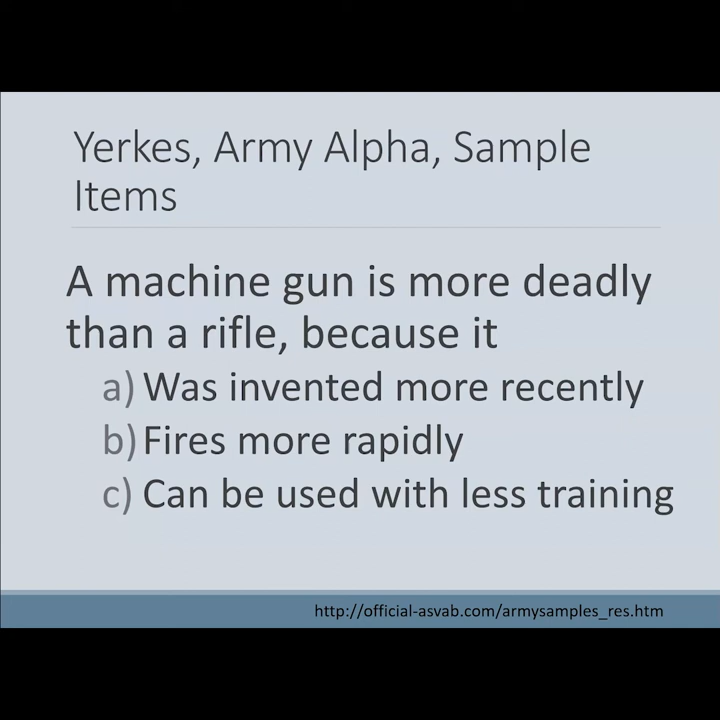 Yerkes, Army Alpha, Sample
Items
A machine gun is more deadly
than a rifle, because it
a) Was invented more recently
b) Fires more rapidly
c) Can be used with less training
http://official-asvab.com/armysamples_res.htm